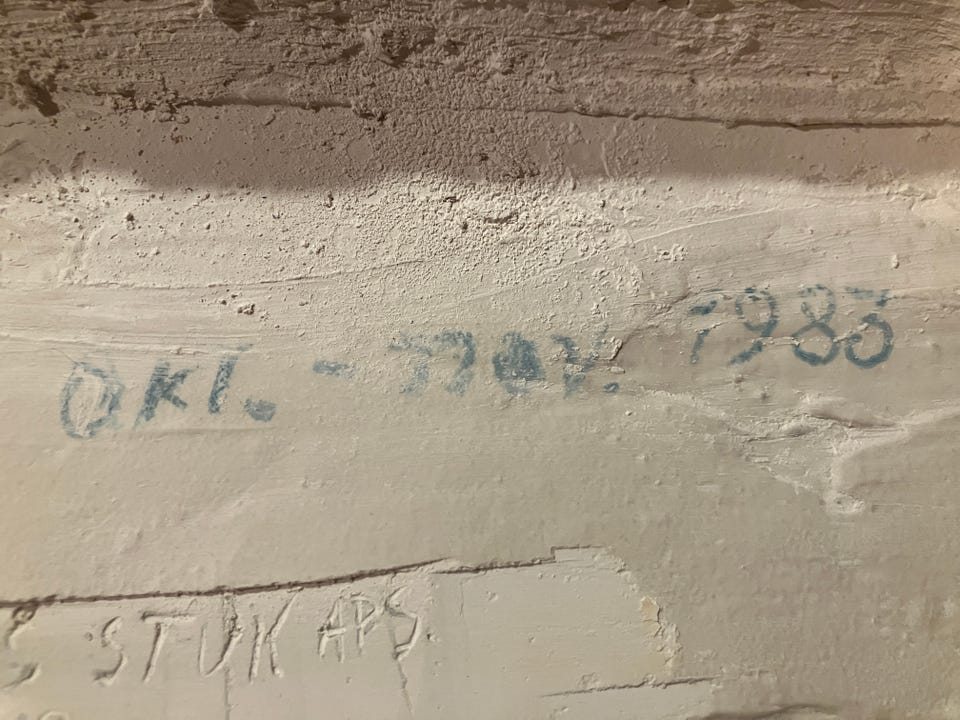 OKT. - NOV. 1983
S STUK APS.